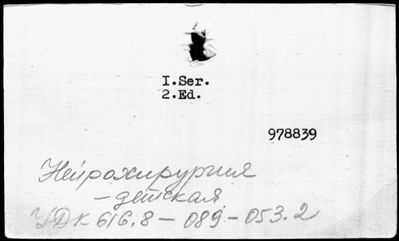 I.Ser.
2.Ed.
978839
Нейрохирургия
– детская
УДК 616.8 – 089 – 053.2